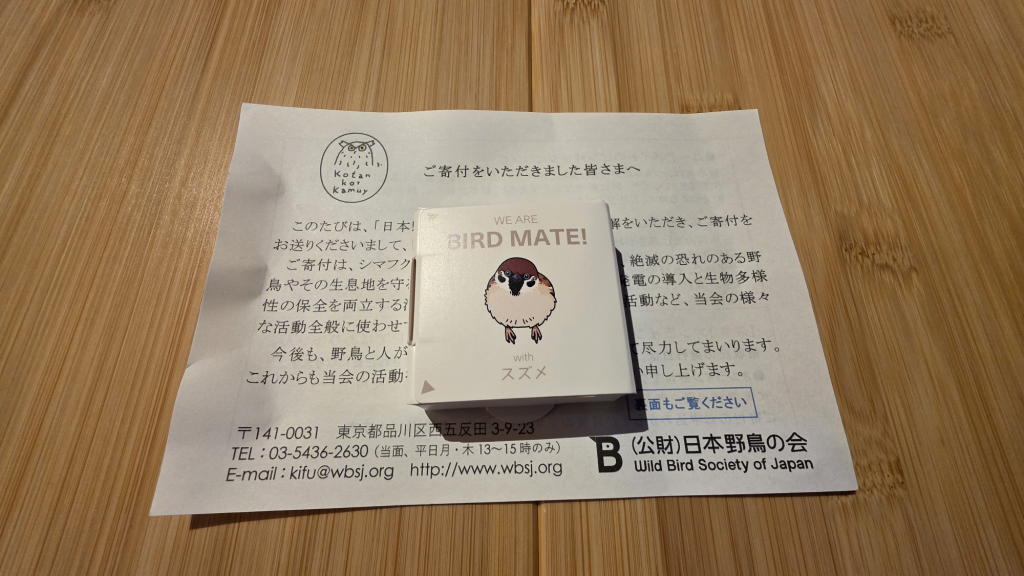 Kotan
kor
Kamuy
ご寄付をいただきました皆さまへ
このたびは、「日本
解をいただき、ご寄付を
お送りくださいまして、
ご寄付は、シマフク
絶滅の恐れのある野
鳥やその生息地を守
発電の導入と生物多様
性の保全を両立する
活動など、当会の様々
な活動全般に使わせ
今後も、野鳥と人が
て尽力してまいります。
これからも当会の活動
申し上げます。
WE ARE
BIRD MATE!
with
スズメ
裏面もご覧ください
〒141-0031 東京都品川区西五反田 3-9-23
TEL:03-5436-2630 (当面、平日月・木 13～15 時のみ)
E-mail:kifu@wbsj.org http://www.wbsj.org
(公財)日本野鳥の会
Wild Bird Society of Japan